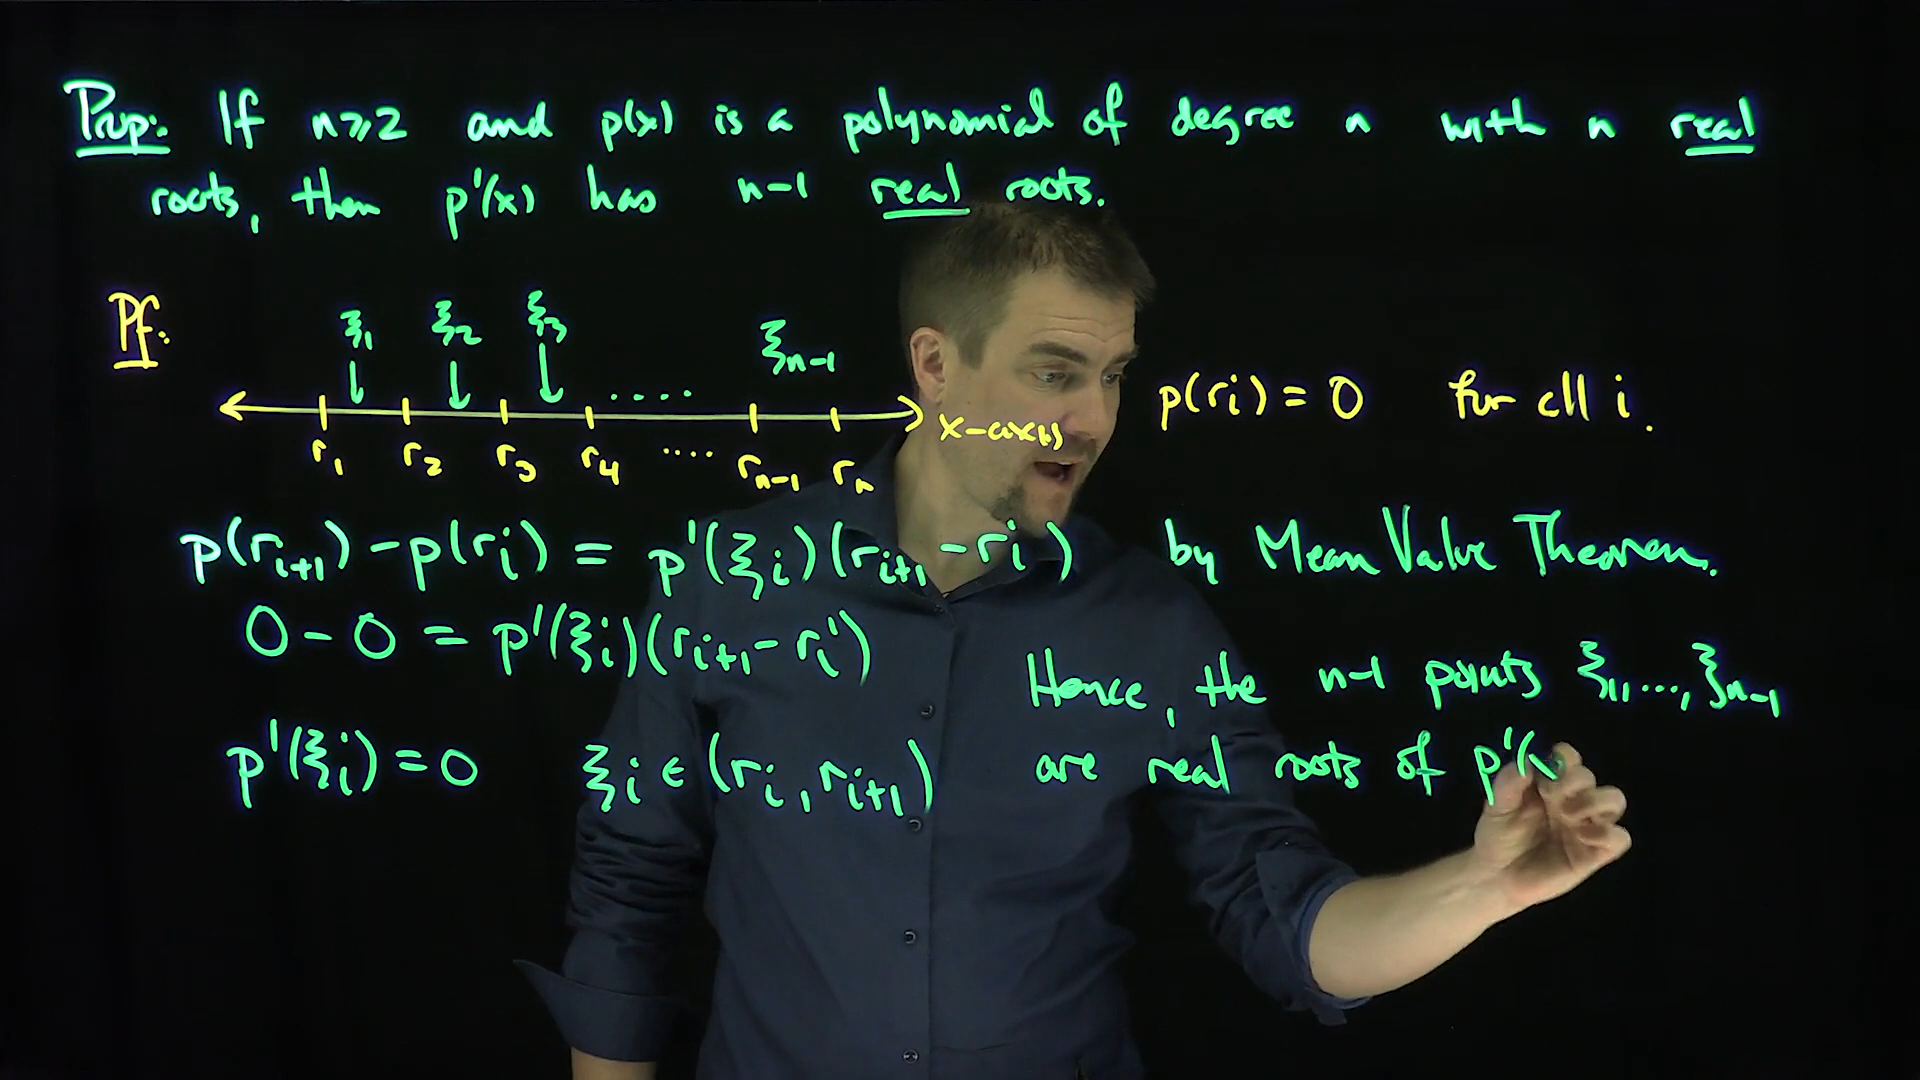 Prop: If n≥2 and p(x) is a polynomial of degree n with n real
roots, then p'(x) has n-1 real roots.
Pf:
ξ₁ ξ₂ ξ₃ .... ξₙ₋₁
r₁ r₂ r₃ r₄ .... rₙ₋₁ rₙ x-axis
p(rᵢ) = 0 for all i.
p(rᵢ₊₁) - p(rᵢ) = p'(ξᵢ)(rᵢ₊₁ - rᵢ) by Mean Value Theorem.
0 - 0 = p'(ξᵢ)(rᵢ₊₁ - rᵢ)
p'(ξᵢ) = 0 ξᵢ ∈ (rᵢ, rᵢ₊₁)
Hence, the n-1 points ξ₁, ..., ξₙ₋₁
are real roots of p'(